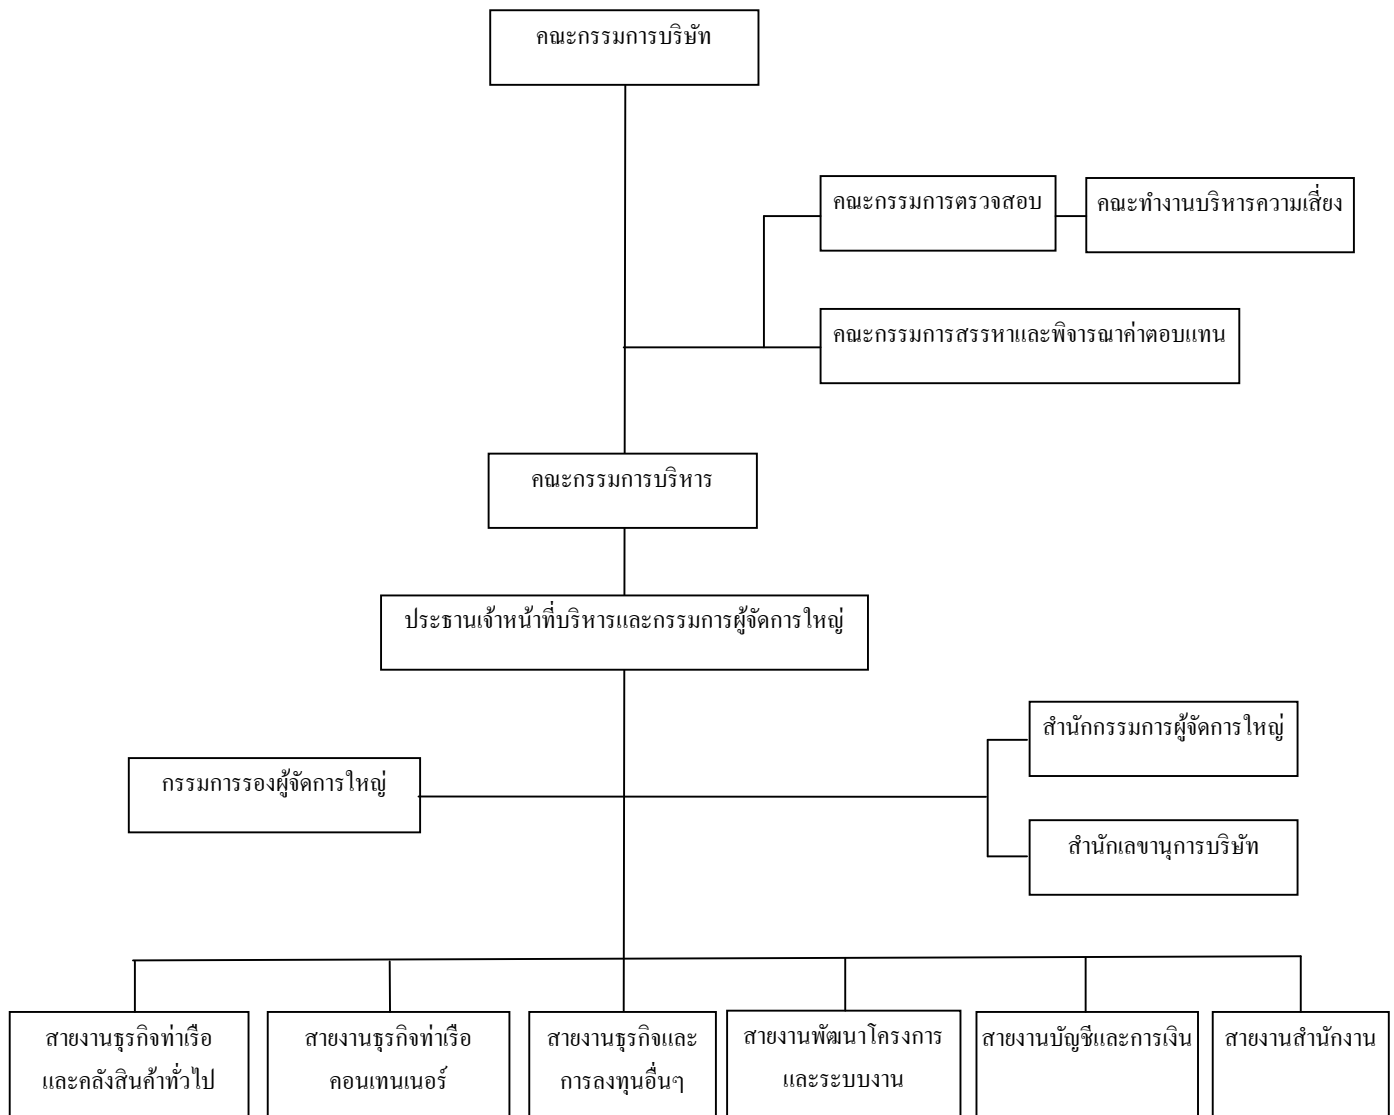 คณะกรรมการบริษัท
คณะกรรมการตรวจสอบ
คณะทำงานบริหารความเสี่ยง
คณะกรรมการสรรหาและพิจารณาค่าตอบแทน
คณะกรรมการบริหาร
ประธานเจ้าหน้าที่บริหารและกรรมการผู้จัดการใหญ่
สำนักกรรมการผู้จัดการใหญ่
กรรมการรองผู้จัดการใหญ่
สำนักเลขานุการบริษัท
สายงานธุรกิจท่าเรือ
และคลังสินค้าทั่วไป
สายงานธุรกิจท่าเรือ
คอนเทนเนอร์
สายงานธุรกิจและ
การลงทุนอื่นๆ
สายงานพัฒนาโครงการ
และระบบงาน
สายงานบัญชีและการเงิน
สายงานสำนักงาน